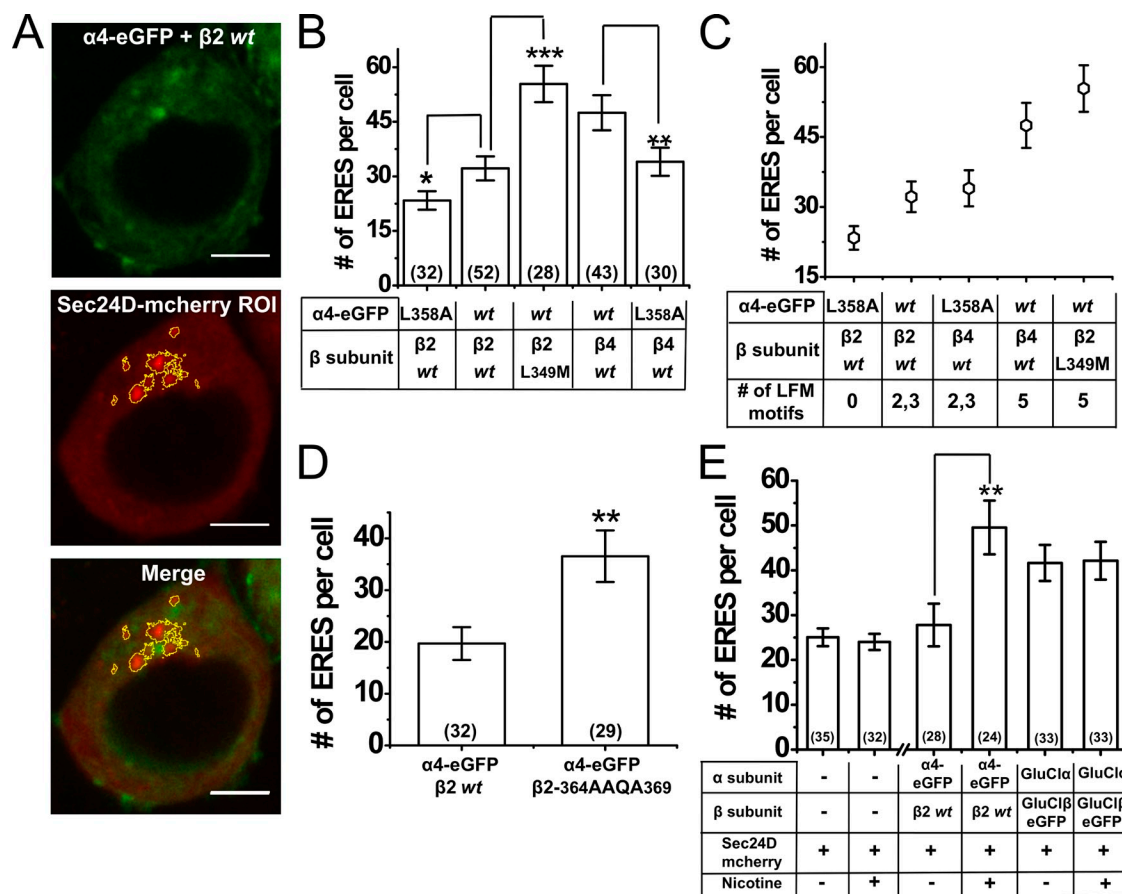 A
α4-eGFP + β2 wt
Sec24D-mcherry ROI
Merge
B
# of ERES per cell
60
45
30
15
0
*
***
**
(32) (52) (28) (43) (30)
α4-eGFP L358A wt wt wt L358A
β subunit β2 wt β2 wt β2 L349M β4 wt β4 wt
C
# of ERES per cell
60
45
30
15
α4-eGFP L358A wt L358A wt wt
β subunit β2 wt β2 wt β4 wt β4 wt β2 L349M
# of LFM motifs 0 2,3 2,3 5 5
D
# of ERES per cell
40
30
20
10
0
**
(32) (29)
α4-eGFP α4-eGFP
β2 wt β2-364AAQA369
E
# of ERES per cell
60
50
40
30
20
10
0
**
(35) (32) (28) (24) (33) (33)
α subunit - - α4-eGFP α4-eGFP GluClα GluClα
β subunit - - β2 wt β2 wt GluClβ eGFP GluClβ eGFP
Sec24D mcherry + + + + + +
Nicotine - + - + - +